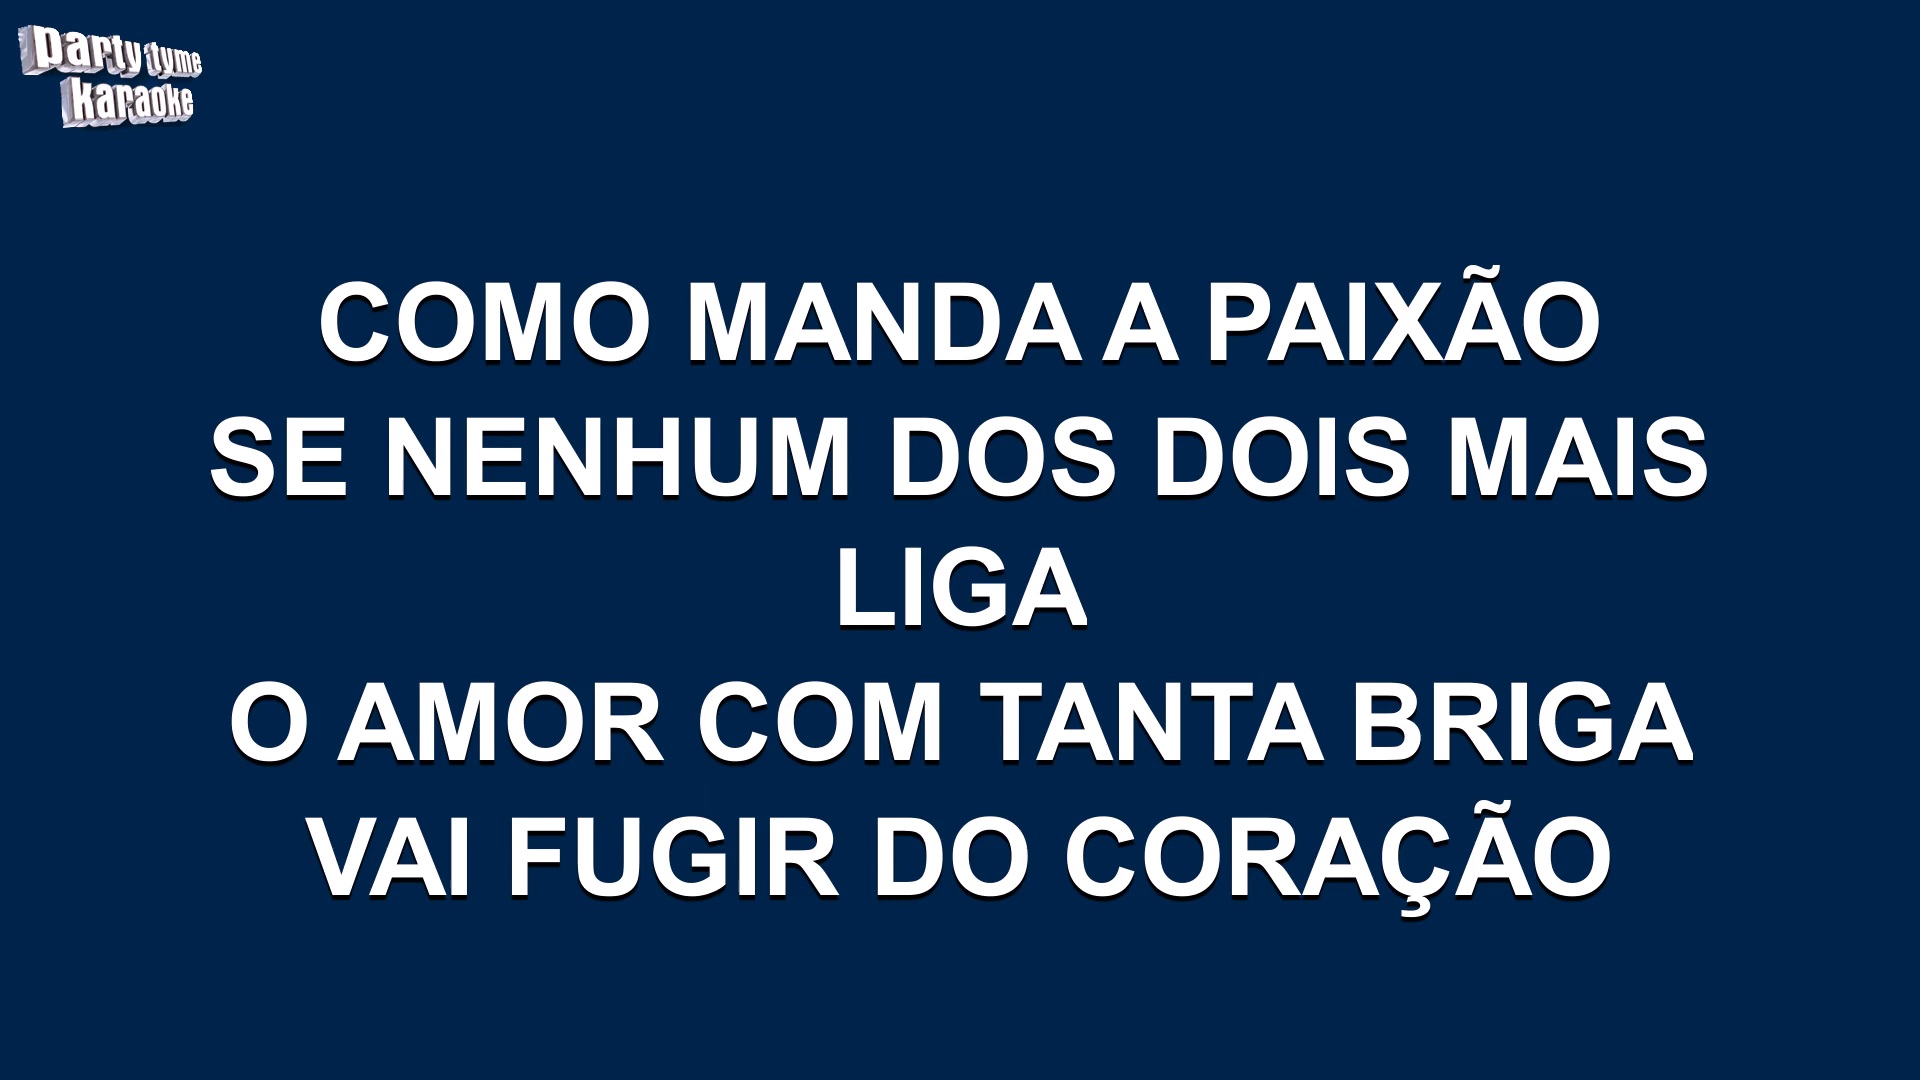 party tyme
karaoke
COMO MANDA A PAIXÃO
SE NENHUM DOS DOIS MAIS
LIGA
O AMOR COM TANTA BRIGA
VAI FUGIR DO CORAÇÃO